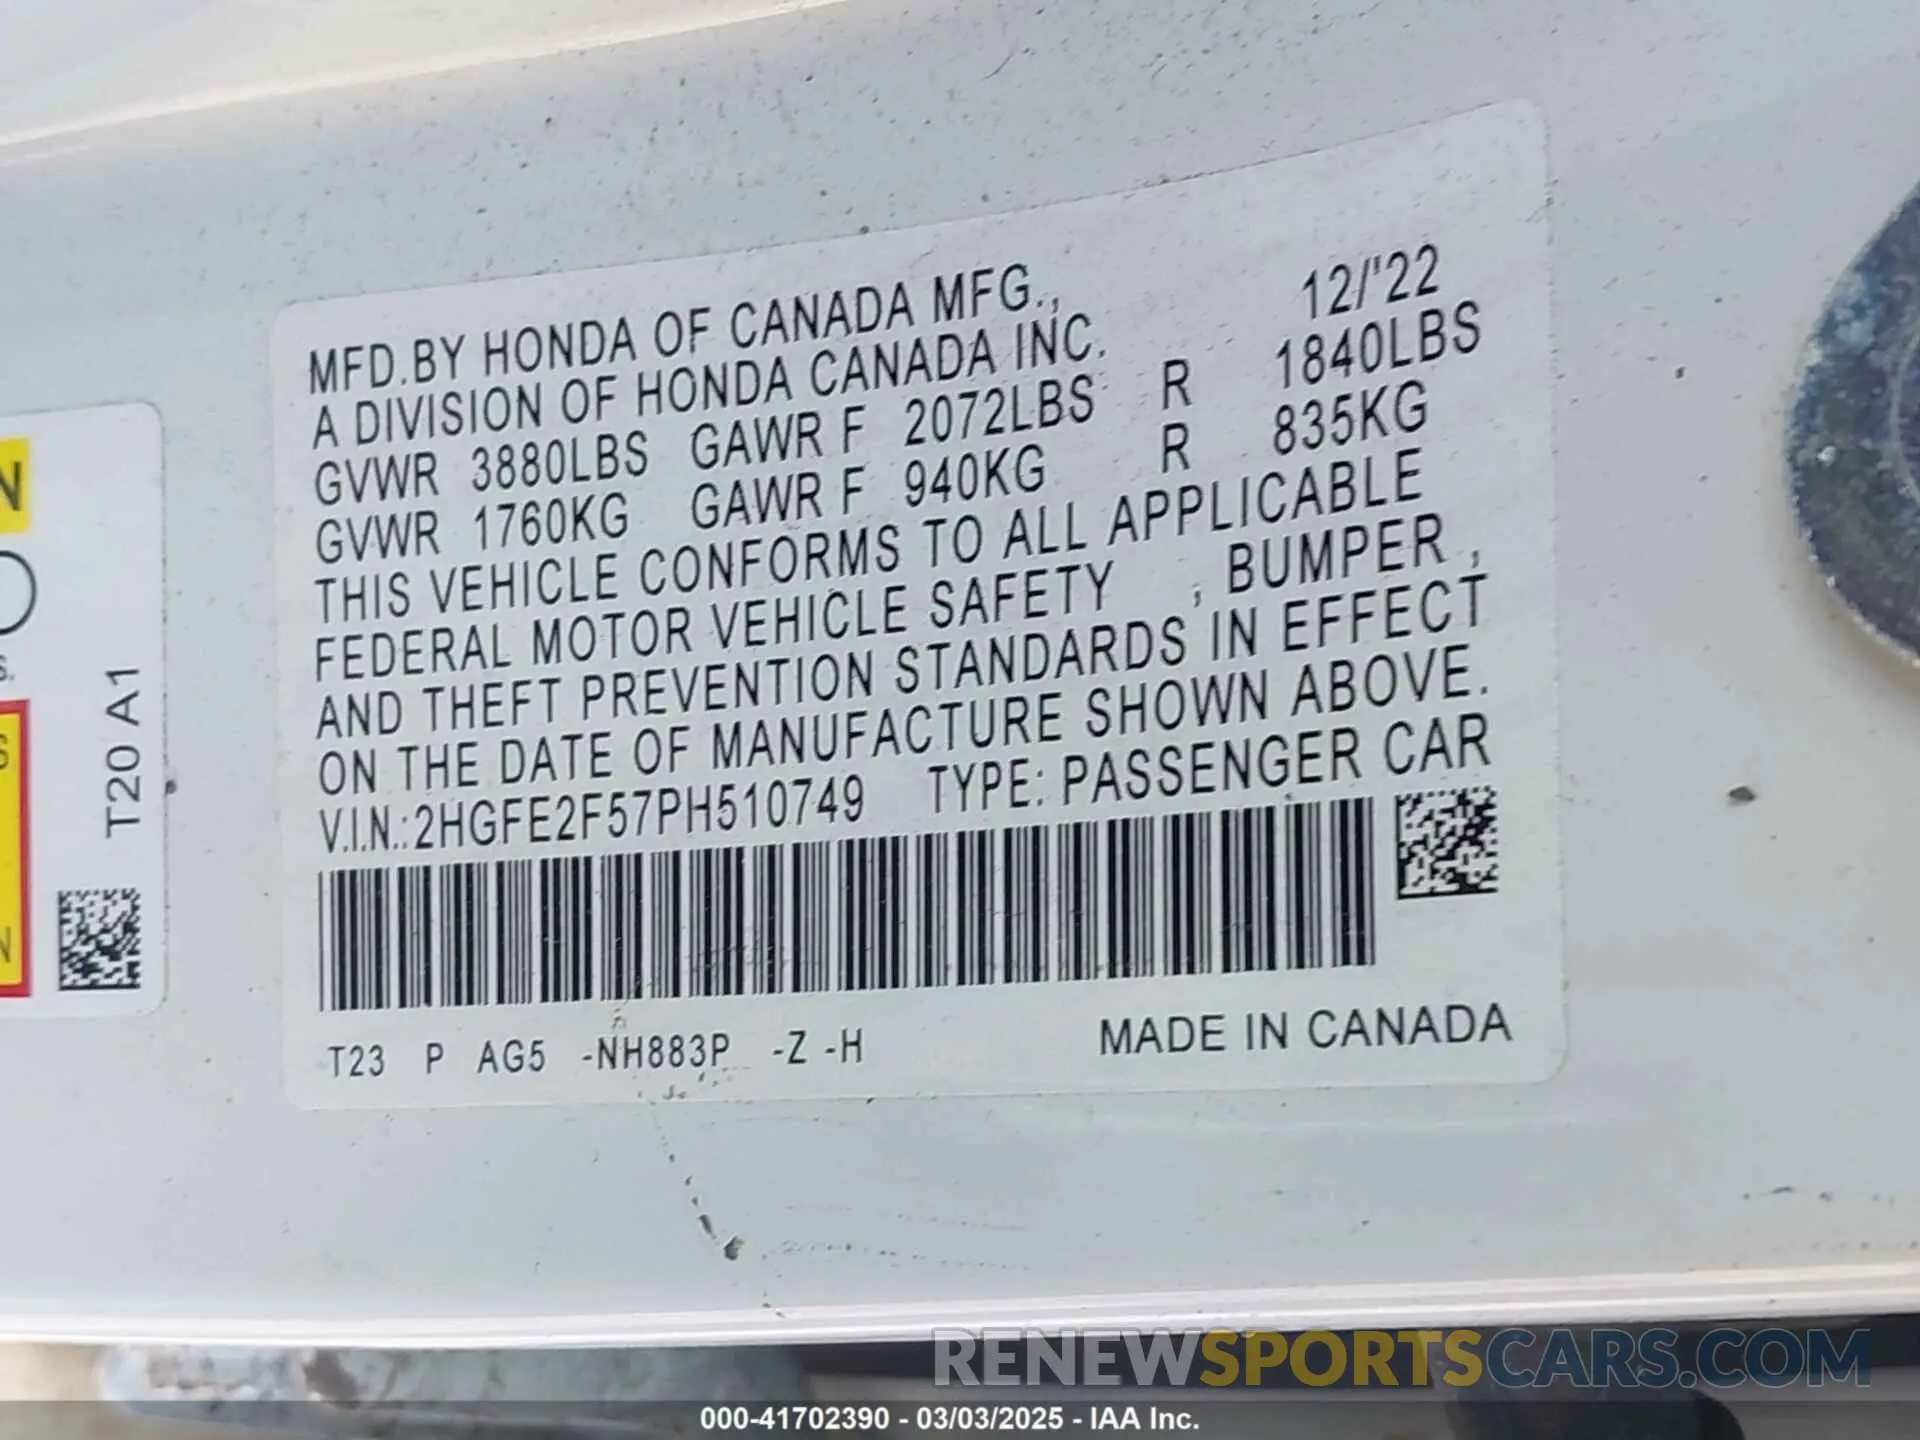 MFD.BY HONDA OF CANADA MFG., 12/'22
A DIVISION OF HONDA CANADA INC.
GVWR 3880LBS GAWR F 2072LBS R 1840LBS
GVWR 1760KG GAWR F 940KG R 835KG
THIS VEHICLE CONFORMS TO ALL APPLICABLE
FEDERAL MOTOR VEHICLE SAFETY , BUMPER ,
AND THEFT PREVENTION STANDARDS IN EFFECT
ON THE DATE OF MANUFACTURE SHOWN ABOVE.
V.I.N.:2HGFE2F57PH510749 TYPE: PASSENGER CAR
T23 P AG5 -NH883P -Z -H MADE IN CANADA
T20 A1
RENEWSPORTSCARS.COM
000-41702390 - 03/03/2025 - IAA Inc.